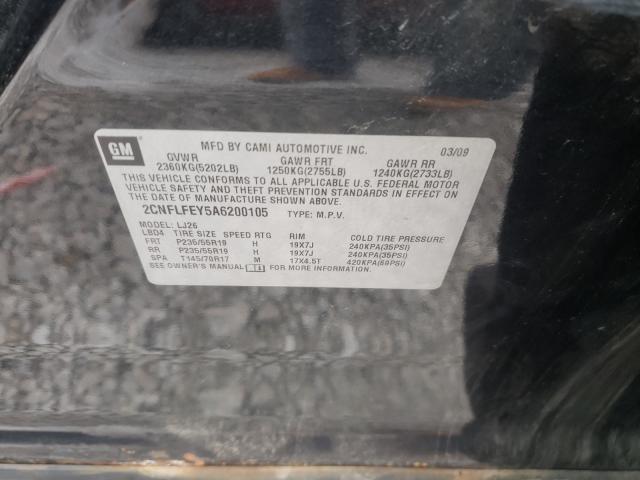 GM
MFD BY CAMI AUTOMOTIVE INC. 03/09
GVWR GAWR FRT GAWR RR
2360KG(5202LB) 1250KG(2755LB) 1240KG(2733LB)
THIS VEHICLE CONFORMS TO ALL APPLICABLE U.S. FEDERAL MOTOR
VEHICLE SAFETY AND THEFT PREVENTION STANDARDS IN EFFECT ON
THE DATE OF MANUFACTURE SHOWN ABOVE.
2CNFLFEY5A6200105 TYPE: M.P.V.
MODEL: LJ26
LBD4 TIRE SIZE SPEED RTG RIM COLD TIRE PRESSURE
FRT P235/55R19 H 19X7J 240KPA(35PSI)
RR P235/55R19 H 19X7J 240KPA(35PSI)
SPA T145/70R17 M 17X4.5T 420KPA(60PSI)
SEE OWNER'S MANUAL FOR MORE INFORMATION.